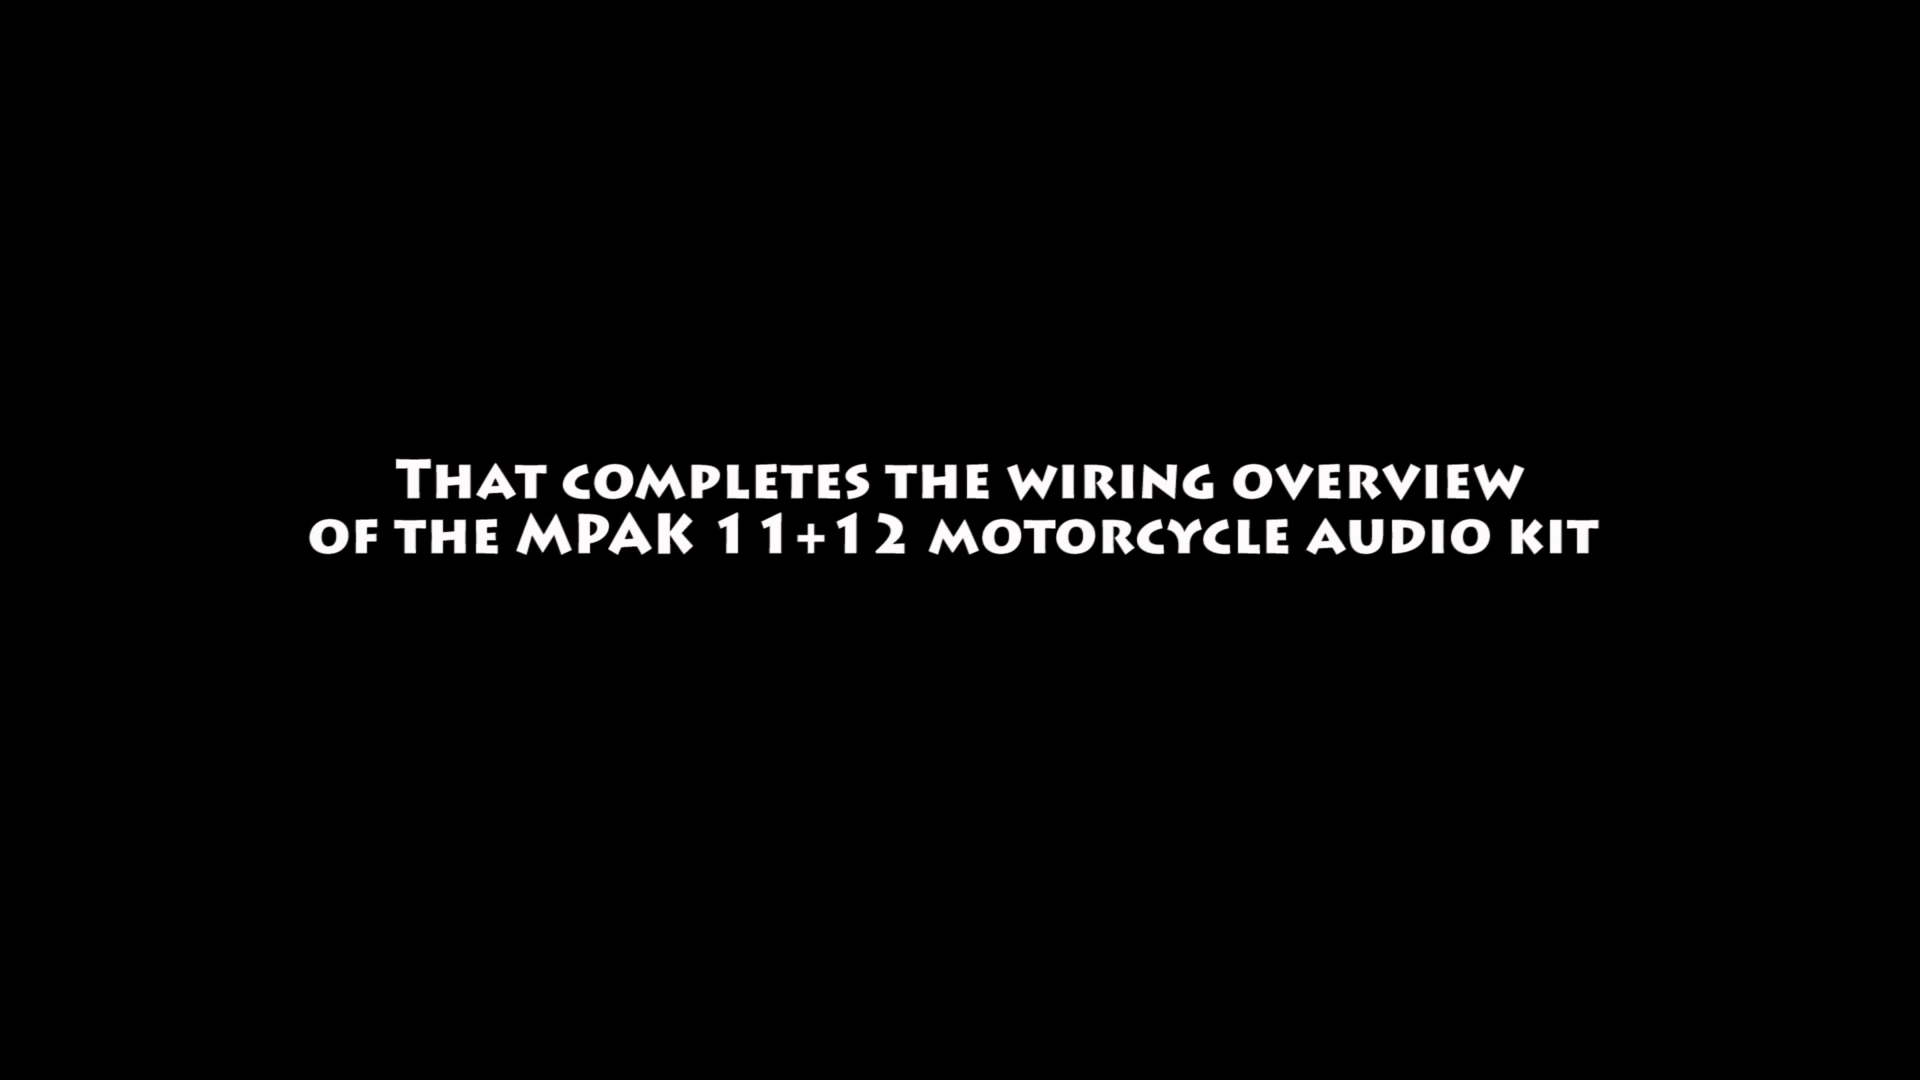 That completes the wiring overview
of the MPAK 11+12 motorcycle audio kit